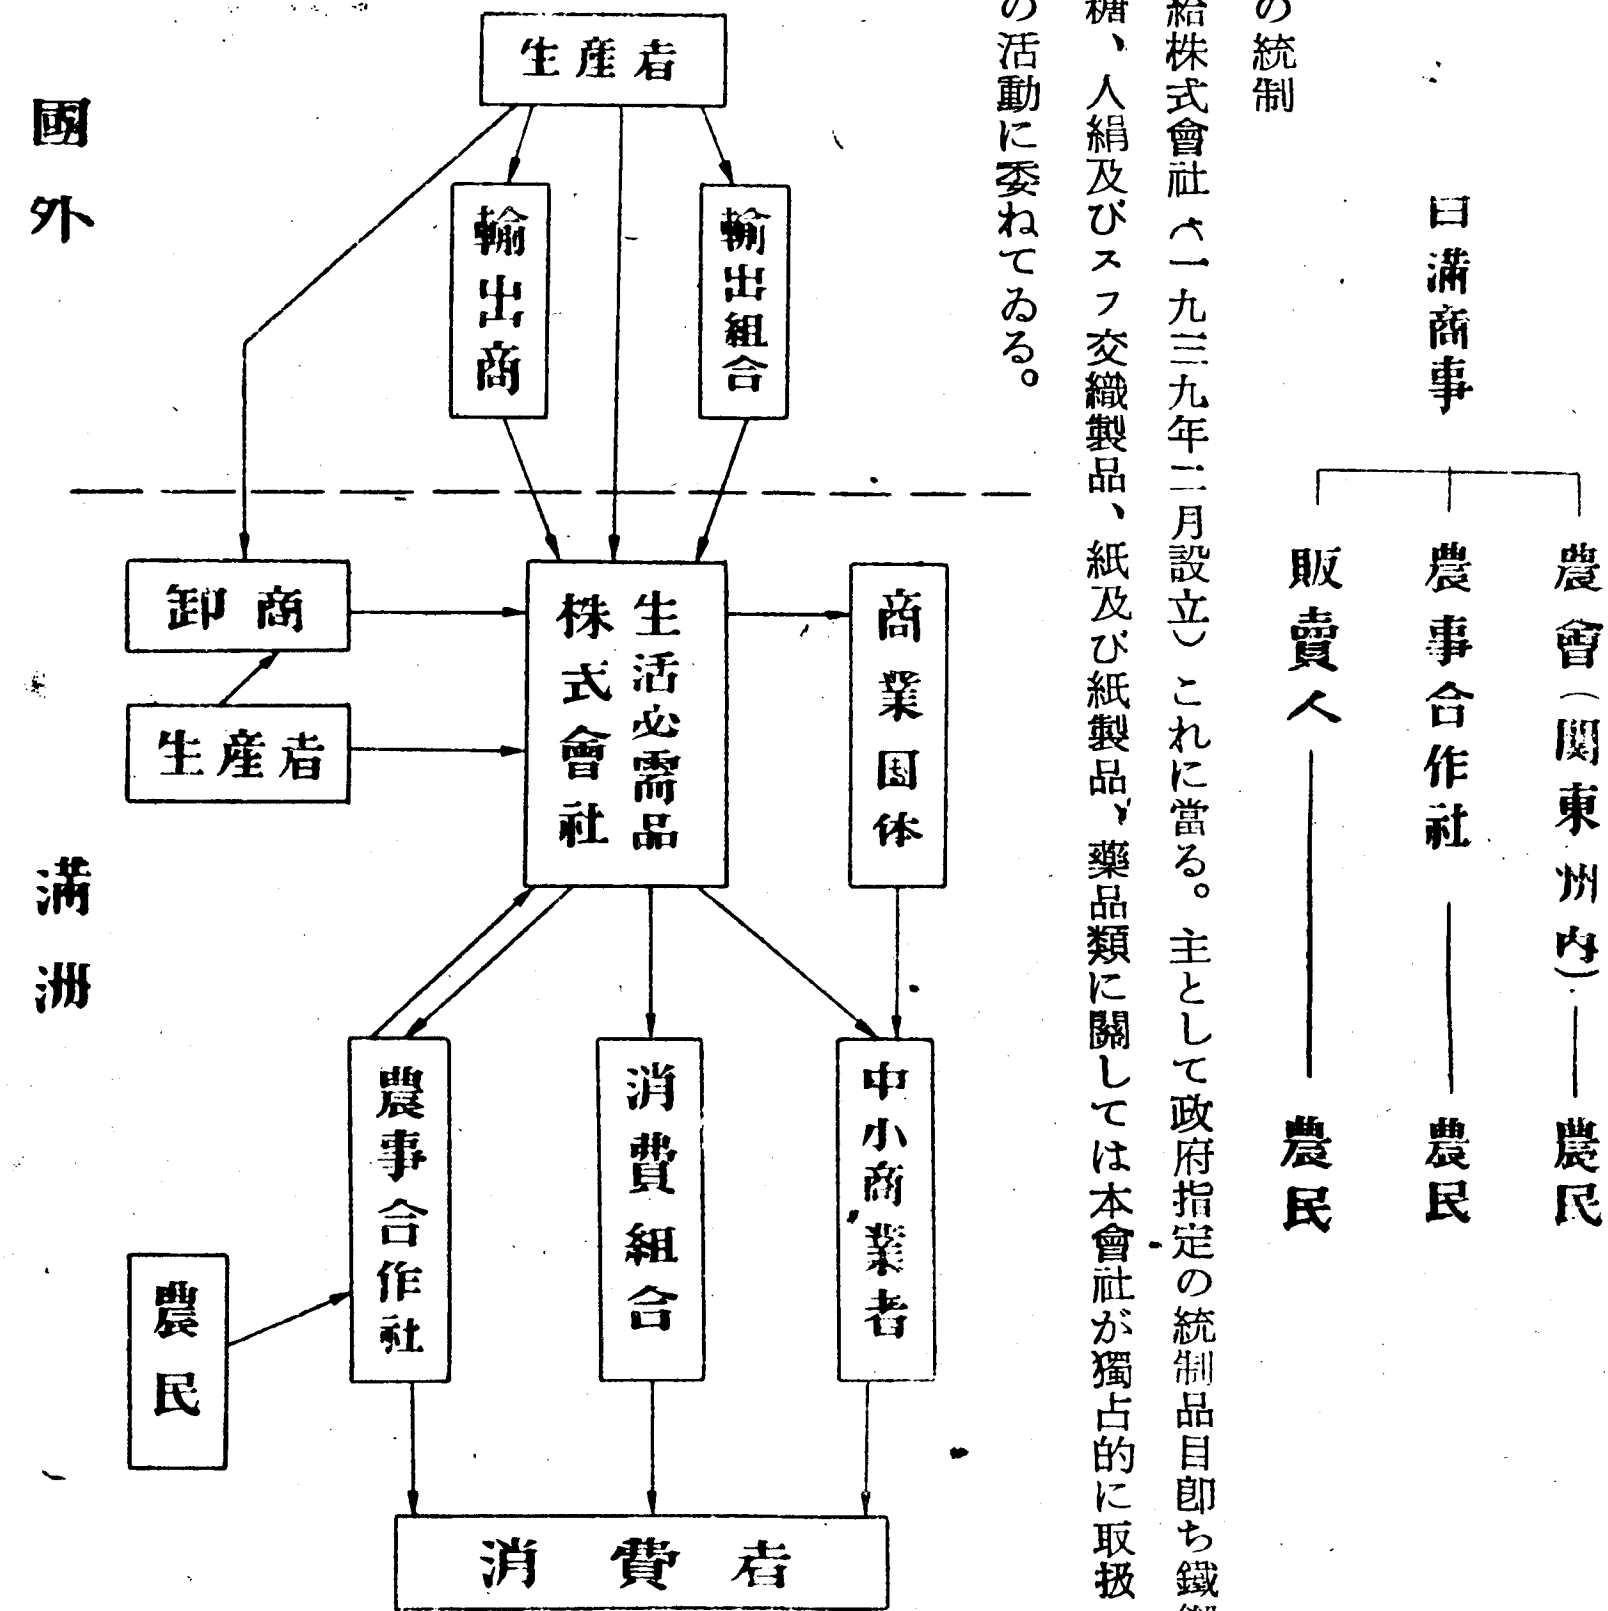 日滿商事
農會(関東州内)
農民
農事合作社
農民
販賣人
農民
の統制
給株式會社(一九三九年二月設立)これに當る。主として政府指定の統制品目卽ち鐵
糖、人絹及びスフ交織製品、紙及び紙製品、藥品類に關しては本會社が獨占的に取扱
の活動に委ねてゐる。
國外
生産者
輸出組合
輸出商
満洲
卸商
生産者
生活必需品
株式會社
商業団体
中小商業者
消費組合
農事合作社
農民
消費者